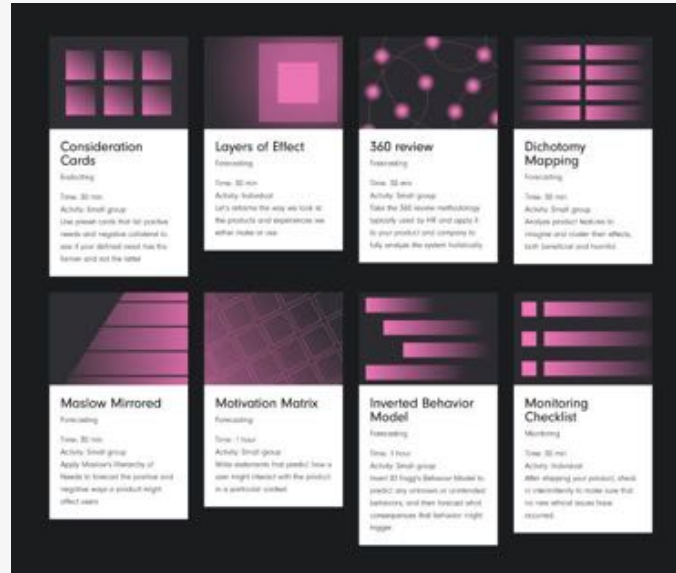 Consideration
Cards
Evaluating
Time: 30 min
Activity: Small group
Use preset cards that list positive
needs and negative collateral to
see if your defined need has the
former and not the latter
Layers of Effect
Forecasting
Time: 30 min
Activity: Individual
Let's reframe the way we look at
the products and experiences we
either make or use
360 review
Forecasting
Time: 30 min
Activity: Small group
Take the 360 review methodology
typically used by HR and apply it
to your product and company to
fully analyze the system holistically
Dichotomy
Mapping
Forecasting
Time: 30 min
Activity: Small group
Analyze product features to
imagine and cluster their effects,
both beneficial and harmful
Maslow Mirrored
Forecasting
Time: 30 min
Activity: Small group
Apply Maslow's Hierarchy of
Needs to forecast the positive and
negative ways a product might
affect users
Motivation Matrix
Forecasting
Time: 1 hour
Activity: Small group
Write statements that predict how a
user might interact with the product
in a particular context
Inverted Behavior
Model
Forecasting
Time: 1 hour
Activity: Small group
Invert BJ Fogg's Behavior Model to
predict any unknown or unintended
behaviors, and then forecast what
consequences that behavior might
trigger
Monitoring
Checklist
Monitoring
Time: 30 min
Activity: Individual
After shipping your product, check
in intermittently to make sure that
no new ethical issues have
occurred